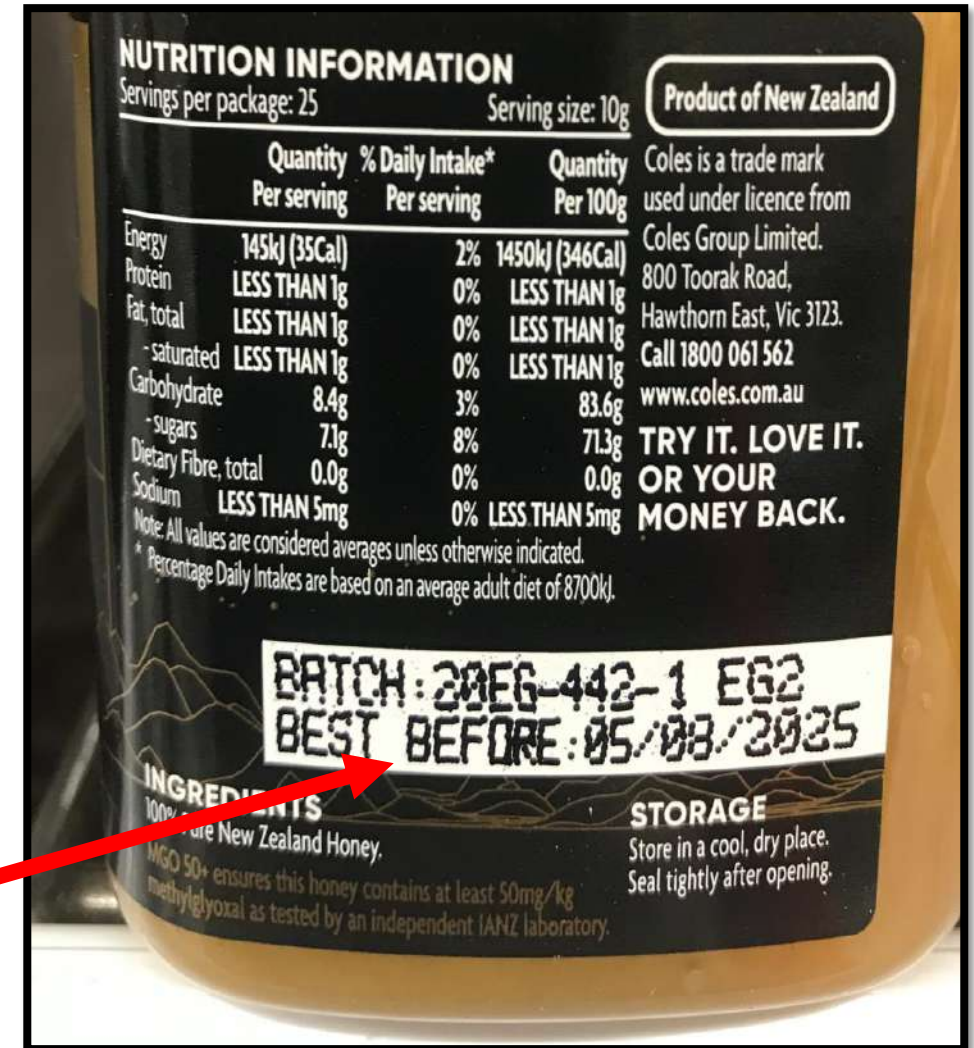 NUTRITION INFORMATION
Servings per package: 25 Serving size: 10g
Quantity % Daily Intake* Quantity
Per serving Per serving Per 100g
Energy 145kJ (35Cal) 2% 1450kJ (346Cal)
Protein LESS THAN 1g 0% LESS THAN 1g
Fat, total LESS THAN 1g 0% LESS THAN 1g
- saturated LESS THAN 1g 0% LESS THAN 1g
Carbohydrate 8.4g 3% 83.6g
- sugars 7.1g 8% 71.3g
Dietary Fibre, total 0.0g 0% 0.0g
Sodium LESS THAN 5mg 0% LESS THAN 5mg
Note: All values are considered averages unless otherwise indicated.
* Percentage Daily Intakes are based on an average adult diet of 8700kJ.
Product of New Zealand
Coles is a trade mark
used under licence from
Coles Group Limited.
800 Toorak Road,
Hawthorn East, Vic 3123.
Call 1800 061 562
www.coles.com.au
TRY IT. LOVE IT.
OR YOUR
MONEY BACK.
BATCH:20EG-442-1 EG2
BEST BEFORE:05/08/2025
INGREDIENTS
100% Pure New Zealand Honey.
MGO 50+ ensures this honey contains at least 50mg/kg
methylglyoxal as tested by an independent IANZ laboratory.
STORAGE
Store in a cool, dry place.
Seal tightly after opening.